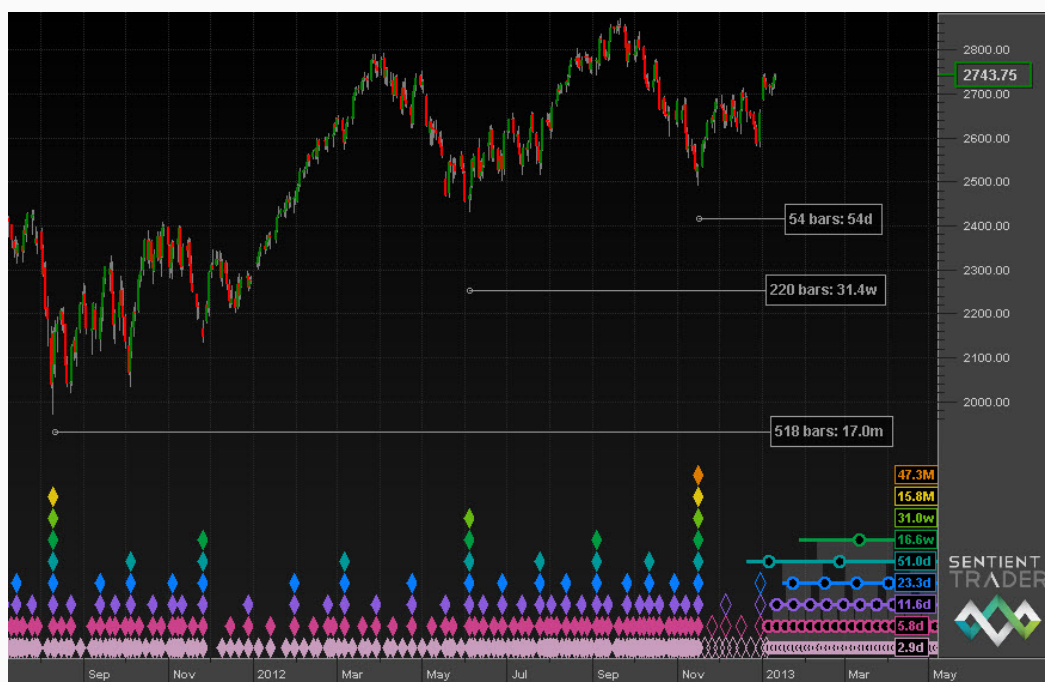 2800.00
2743.75
2700.00
2600.00
2500.00
54 bars: 54d
2400.00
2300.00
220 bars: 31.4w
2200.00
2100.00
2000.00
518 bars: 17.0m
47.3M
15.8M
31.0w
16.6w
51.0d
23.3d
11.6d
5.8d
2.9d
SENTIENT
TRADER
Sep Nov 2012 Mar May Jul Sep Nov 2013 Mar May